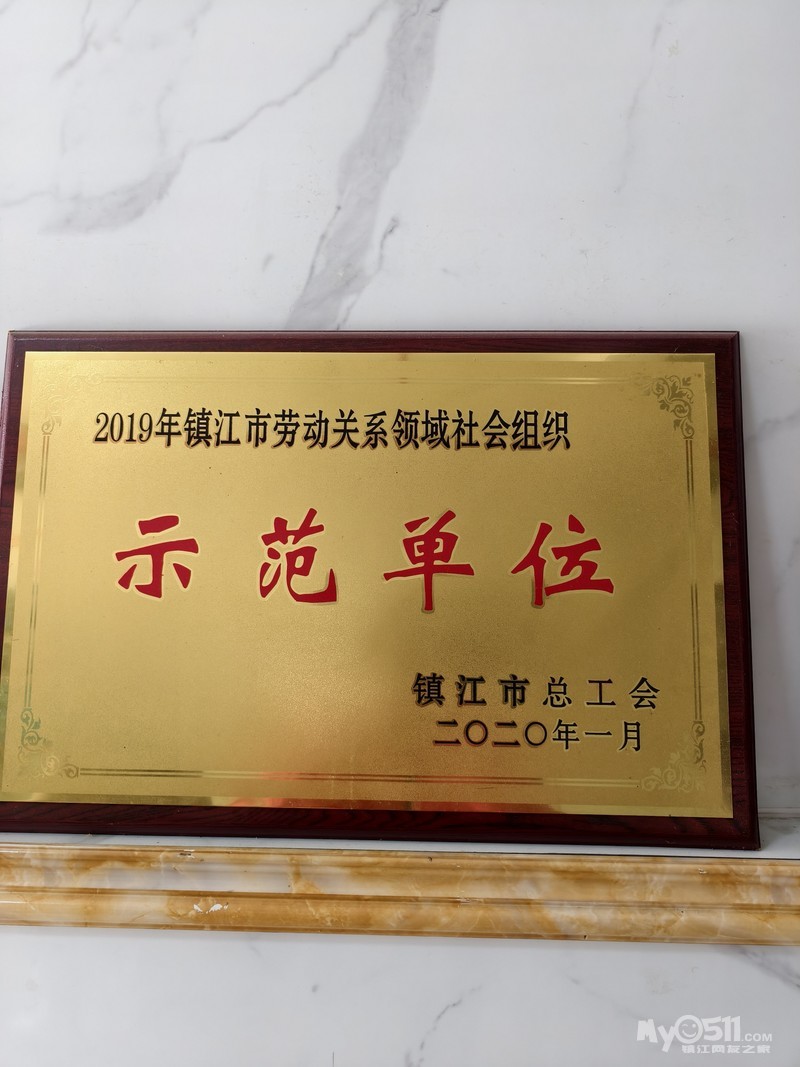 2019年镇江市劳动关系领域社会组织
示范单位
镇江市总工会
二〇二〇年一月
My0511.COM
镇江网友之家